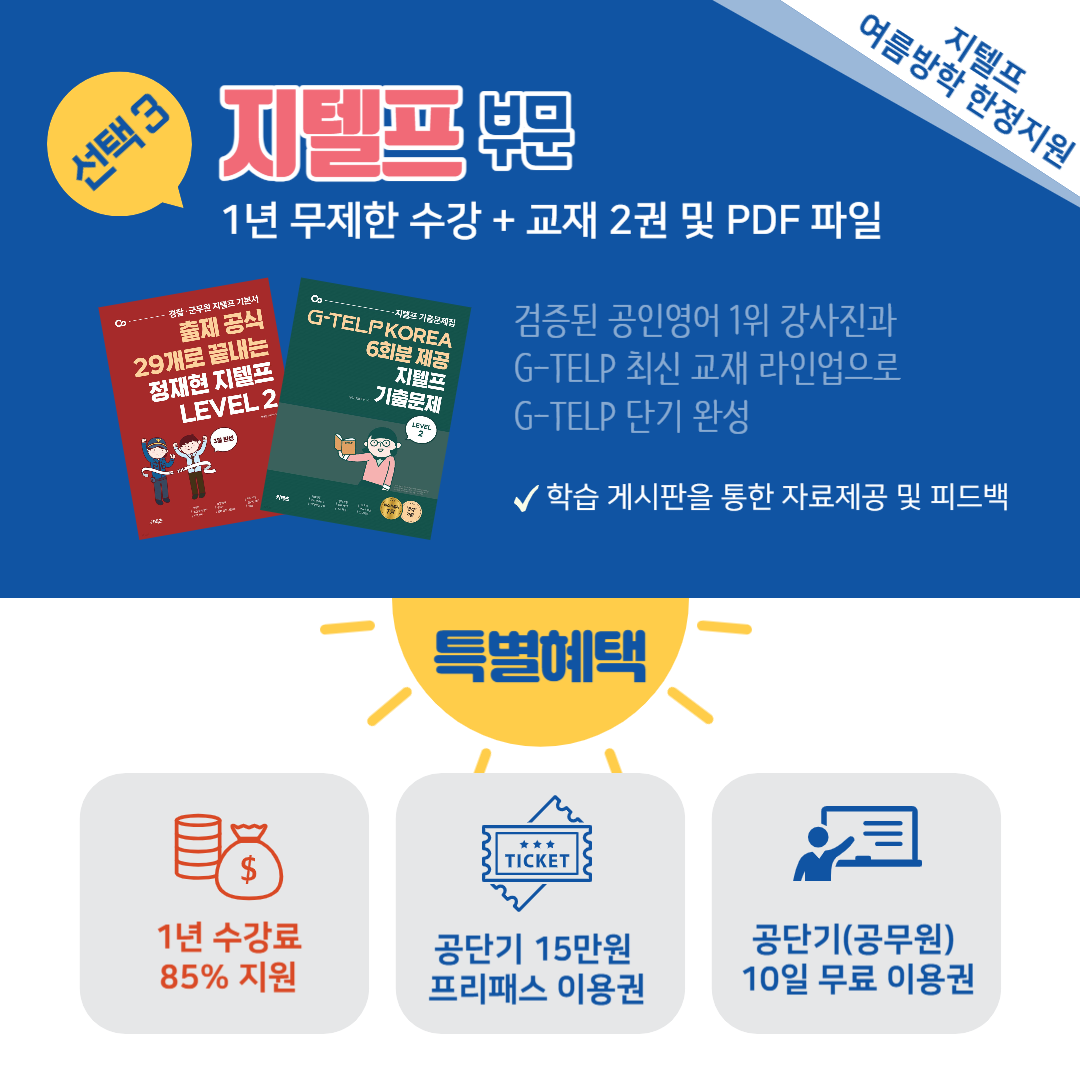 지텔프
여름방학 한정지원
선택 3
지텔프 부문
1년 무제한 수강 + 교재 2권 및 PDF 파일
경찰·군무원 지텔프 기본서
출제 공식
29개로 끝내는
정재현 지텔프
LEVEL 2
지텔프 기출문제집
G-TELP KOREA
6회분 제공
지텔프
기출문제
LEVEL
2
검증된 공인영어 1위 강사진과
G-TELP 최신 교재 라인업으로
G-TELP 단기 완성
학습 게시판을 통한 자료제공 및 피드백
특별혜택
$
1년 수강료
85% 지원
TICKET
공단기 15만원
프리패스 이용권
공단기(공무원)
10일 무료 이용권